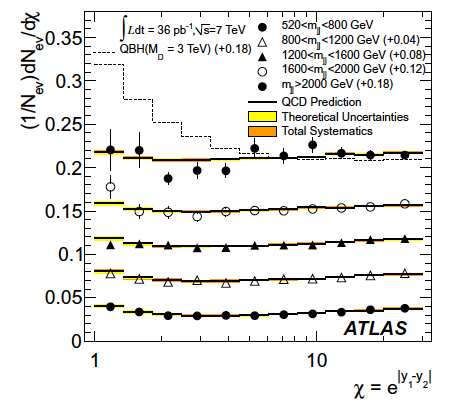 ∫Ldt = 36 pb⁻¹,√s=7 TeV
QBH(M_D = 3 TeV) (+0.18)
520<m_jj<800 GeV
800<m_jj<1200 GeV (+0.04)
1200<m_jj<1600 GeV (+0.08)
1600<m_jj<2000 GeV (+0.12)
m_jj>2000 GeV (+0.18)
QCD Prediction
Theoretical Uncertainties
Total Systematics
(1/N_ev)dN_ev/dχ
0.35
0.3
0.25
0.2
0.15
0.1
0.05
0
ATLAS
1
10
χ = e^|y₁-y₂|